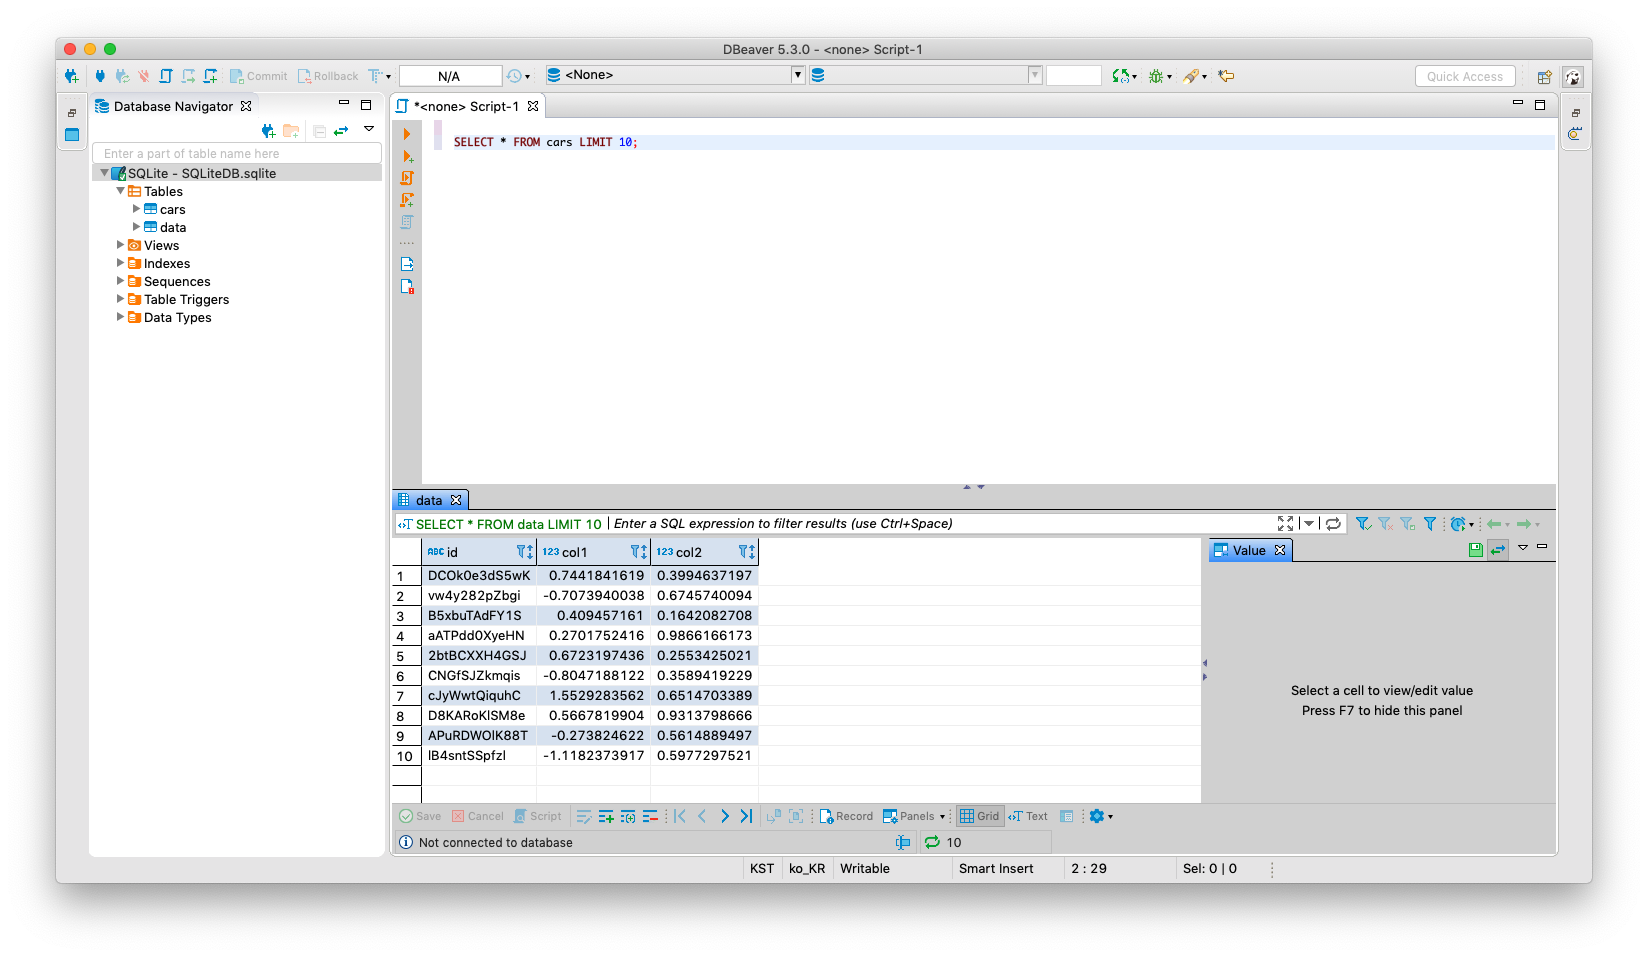 DBeaver 5.3.0 - <none> Script-1
Commit Rollback N/A <None> Quick Access
Database Navigator
*<none> Script-1
Enter a part of table name here
SELECT * FROM cars LIMIT 10;
SQLite - SQLiteDB.sqlite
Tables
cars
data
Views
Indexes
Sequences
Table Triggers
Data Types
data
SELECT * FROM data LIMIT 10 Enter a SQL expression to filter results (use Ctrl+Space)
ABC id 123 col1 123 col2
1 DCOk0e3dS5wK 0.7441841619 0.3994637197
2 vw4y282pZbgi -0.7073940038 0.6745740094
3 B5xbuTAdFY1S 0.409457161 0.1642082708
4 aATPdd0XyeHN 0.2701752416 0.9866166173
5 2btBCXXH4GSJ 0.6723197436 0.2553425021
6 CNGfSJZkmqis -0.8047188122 0.3589419229
7 cJyWwtQiquhC 1.5529283562 0.6514703389
8 D8KARoKlSM8e 0.5667819904 0.9313798666
9 APuRDWOlK88T -0.273824622 0.5614889497
10 lB4sntSSpfzl -1.1182373917 0.5977297521
Value
Select a cell to view/edit value
Press F7 to hide this panel
Save Cancel Script Record Panels Grid Text
Not connected to database 10
KST ko_KR Writable Smart Insert 2 : 29 Sel: 0 | 0